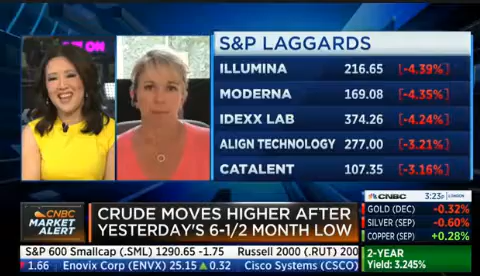 S&P LAGGARDS
ILLUMINA 216.65 [-4.39%]
MODERNA 169.08 [-4.35%]
IDEXX LAB 374.26 [-4.24%]
ALIGN TECHNOLOGY 277.00 [-3.21%]
CATALENT 107.35 [-3.16%]
CNBC
MARKET
ALERT
CRUDE MOVES HIGHER AFTER
YESTERDAY'S 6-1/2 MONTH LOW
CNBC 3:23p
GOLD (DEC) -0.32%
SILVER (SEP) -0.60%
COPPER (SEP) +0.28%
2-YEAR
Yield: 3.245%
S&P 600 Smallcap (.SML) 1290.65 -1.75 Russell 2000 (.RUT) 200
1.66 Enovix Corp (ENVX) 25.15 ▲0.32 Cisco Systems (CSCO